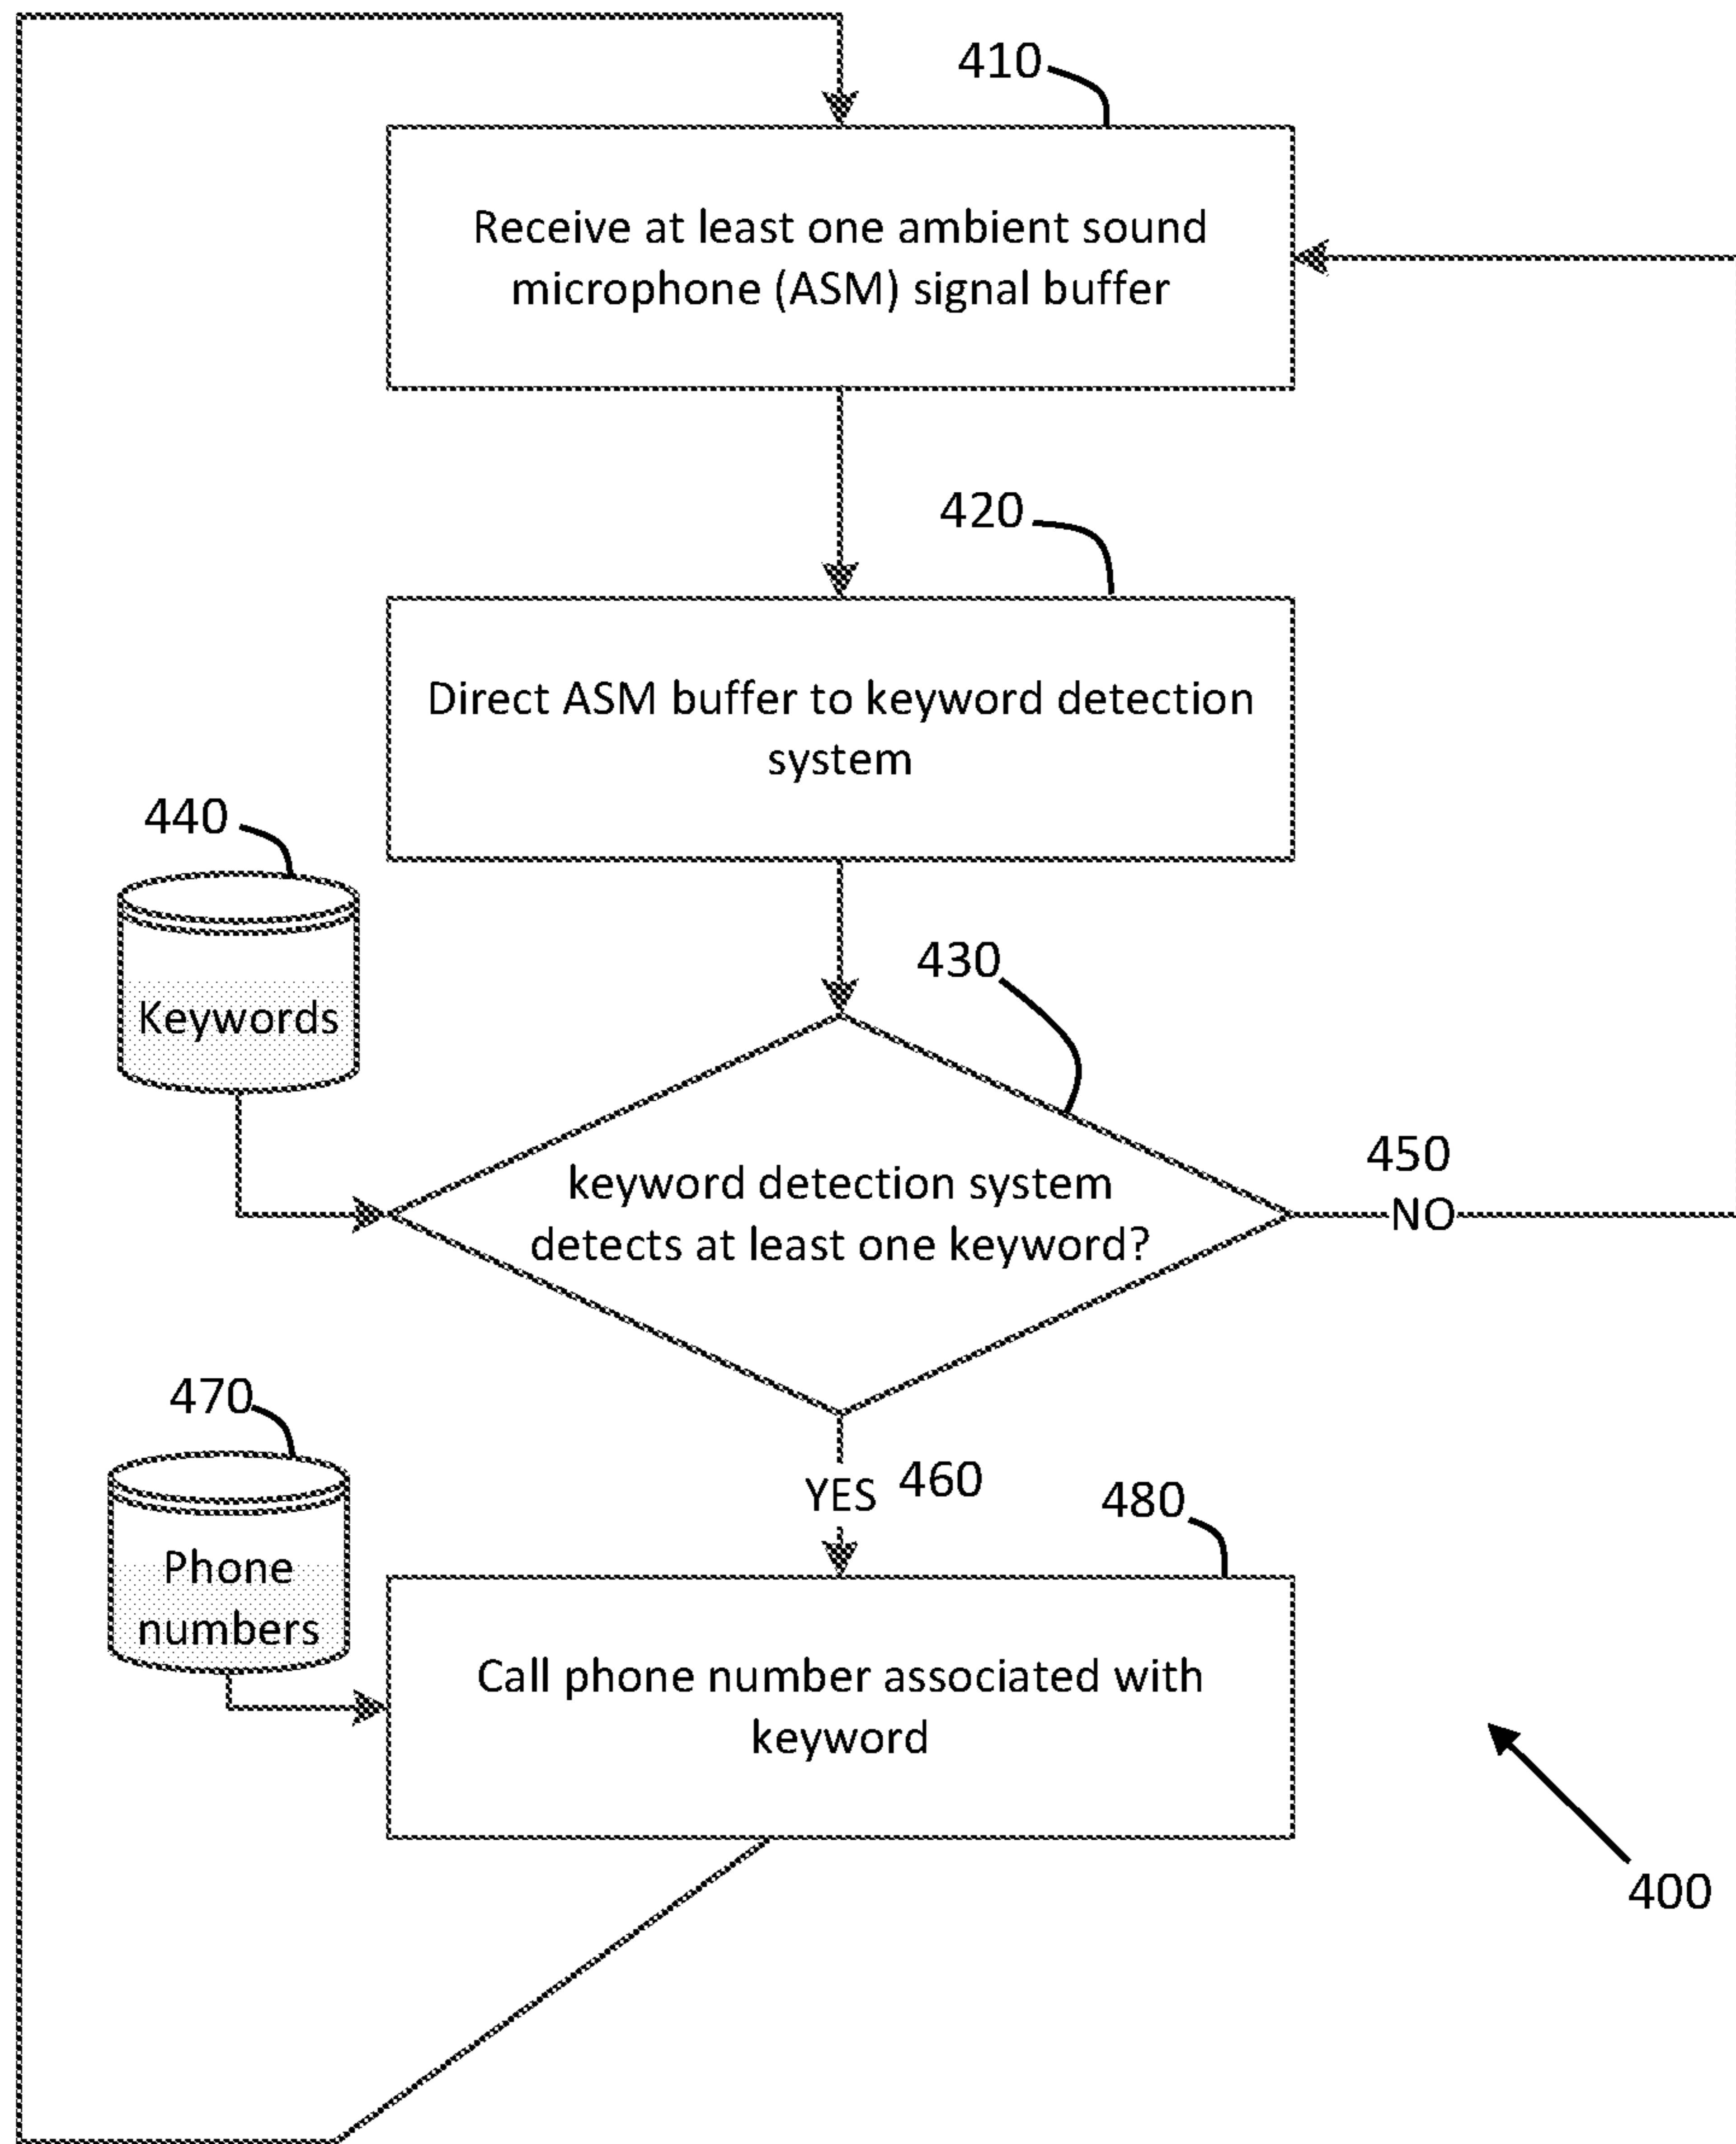 410
Receive at least one ambient sound
microphone (ASM) signal buffer
420
Direct ASM buffer to keyword detection
system
440
Keywords
430
keyword detection system
detects at least one keyword?
450
NO
470
Phone
numbers
YES 460
480
Call phone number associated with
keyword
400